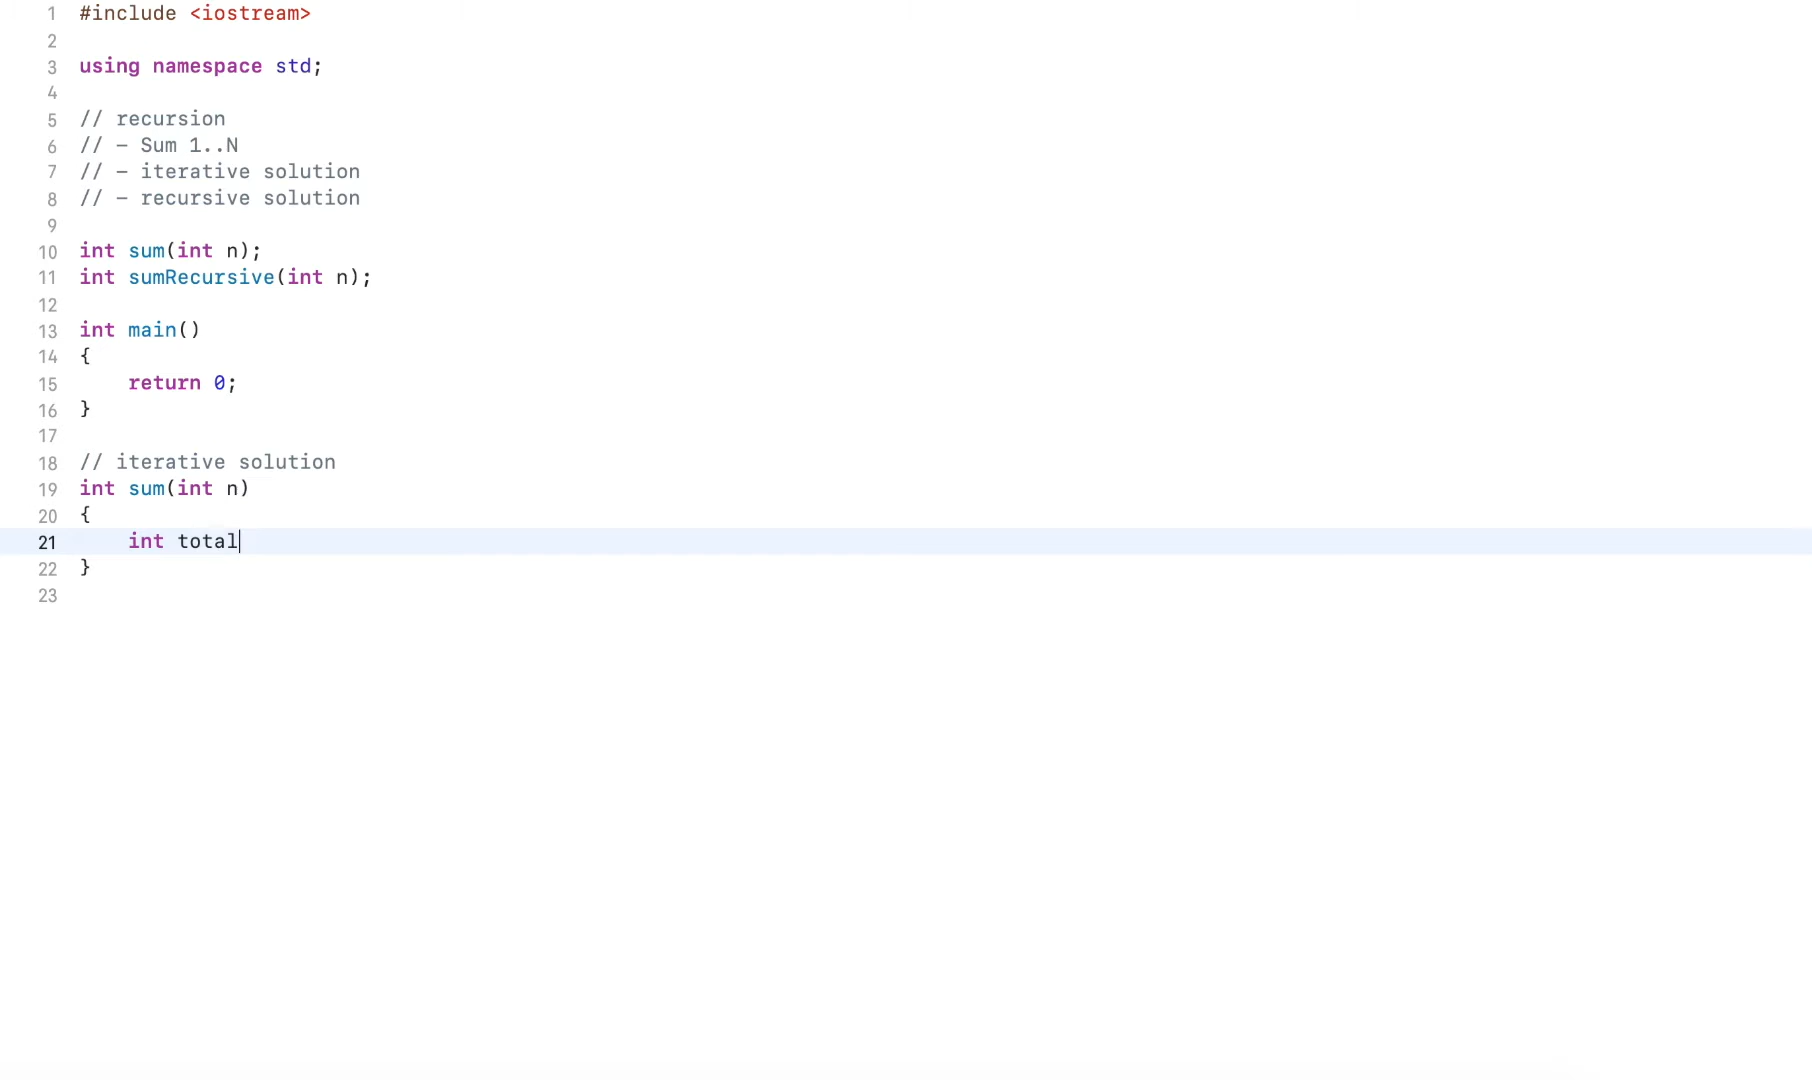 1 #include <iostream>
2
3 using namespace std;
4
5 // recursion
6 // – Sum 1..N
7 // – iterative solution
8 // – recursive solution
9
10 int sum(int n);
11 int sumRecursive(int n);
12
13 int main()
14 {
15     return 0;
16 }
17
18 // iterative solution
19 int sum(int n)
20 {
21     int total
22 }
23